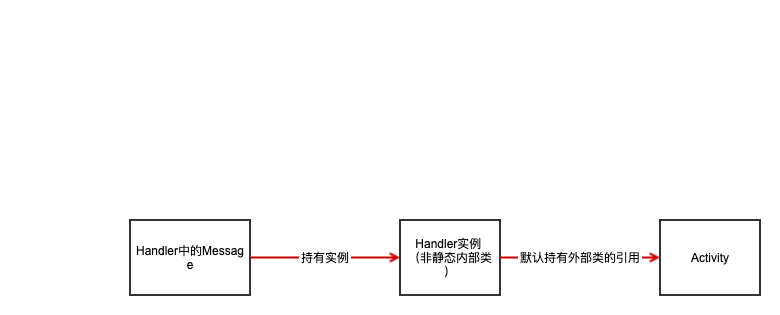 Handler中的Messag
e
持有实例
Handler实例
（非静态内部类
）
默认持有外部类的引用
Activity